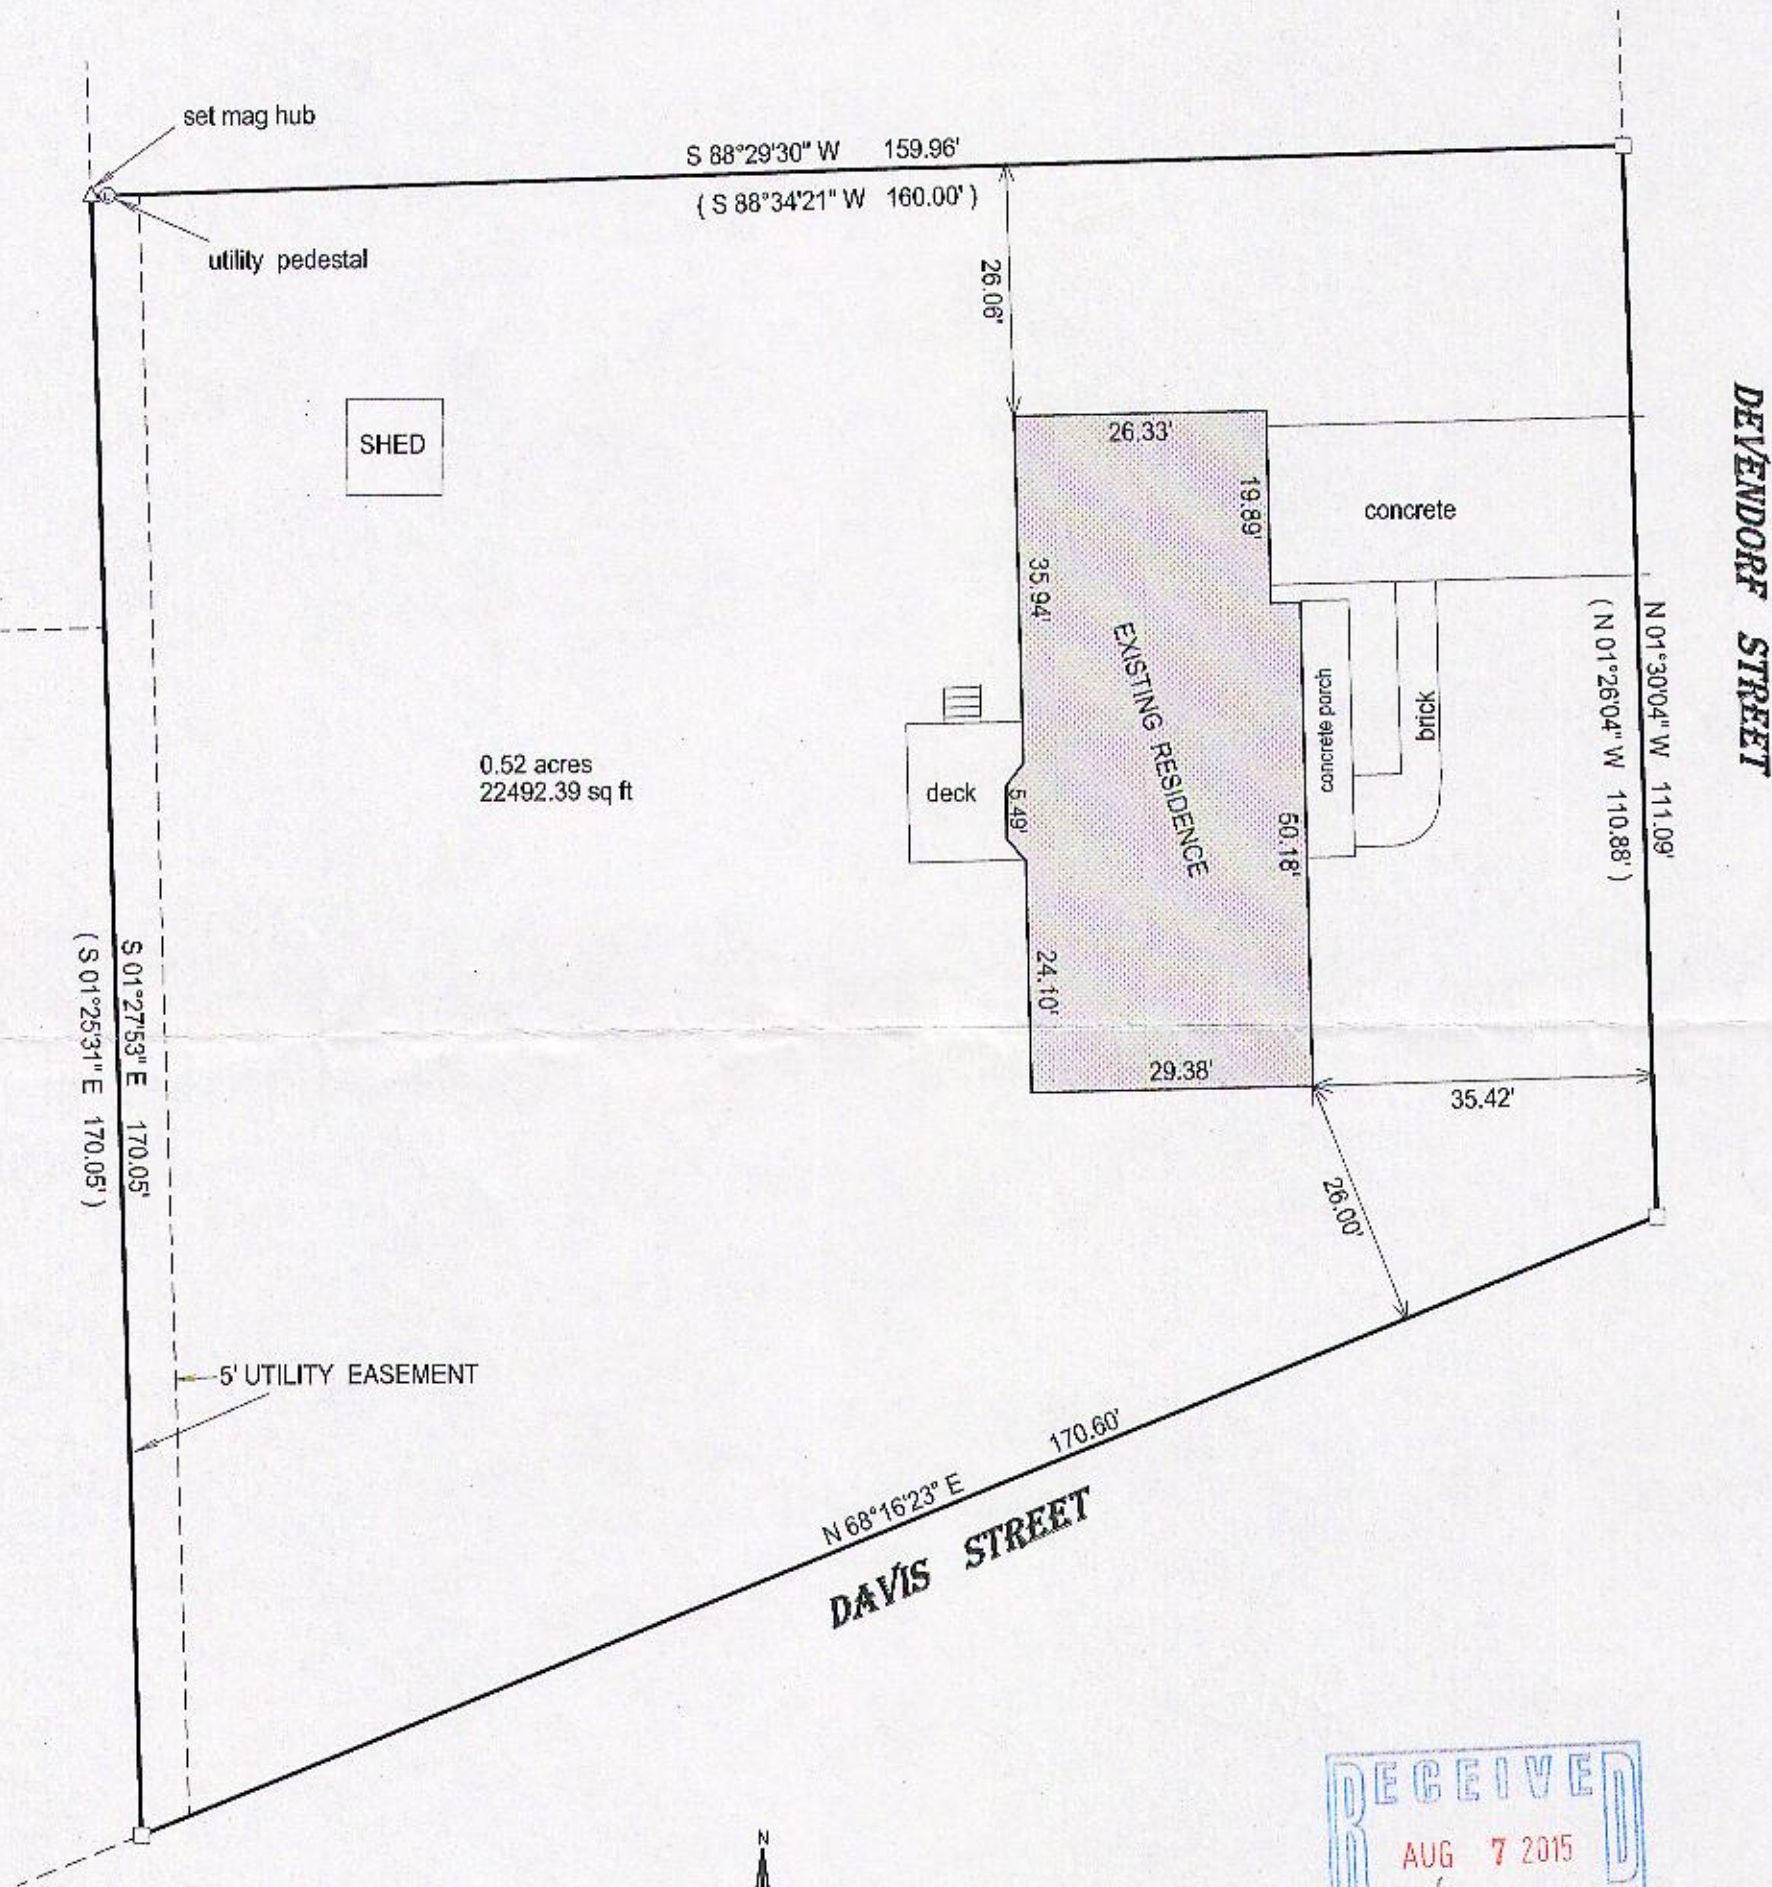 set mag hub
S 88°29'30" W 159.96'
( S 88°34'21" W 160.00' )
utility pedestal
26.06'
SHED
26.33'
19.89'
concrete
DEVENDORF STREET
35.94'
EXISTING RESIDENCE
N 01°30'04" W 111.09'
( N 01°26'04" W 110.88' )
concrete porch
brick
0.52 acres
22492.39 sq ft
deck
5.49'
50.18'
S 01°27'53" E 170.05'
( S 01°25'31" E 170.05' )
24.10'
29.38'
35.42'
26.00'
5' UTILITY EASEMENT
170.60'
N 68°16'23" E
DAVIS STREET
N
RECEIVED
AUG 7 2015